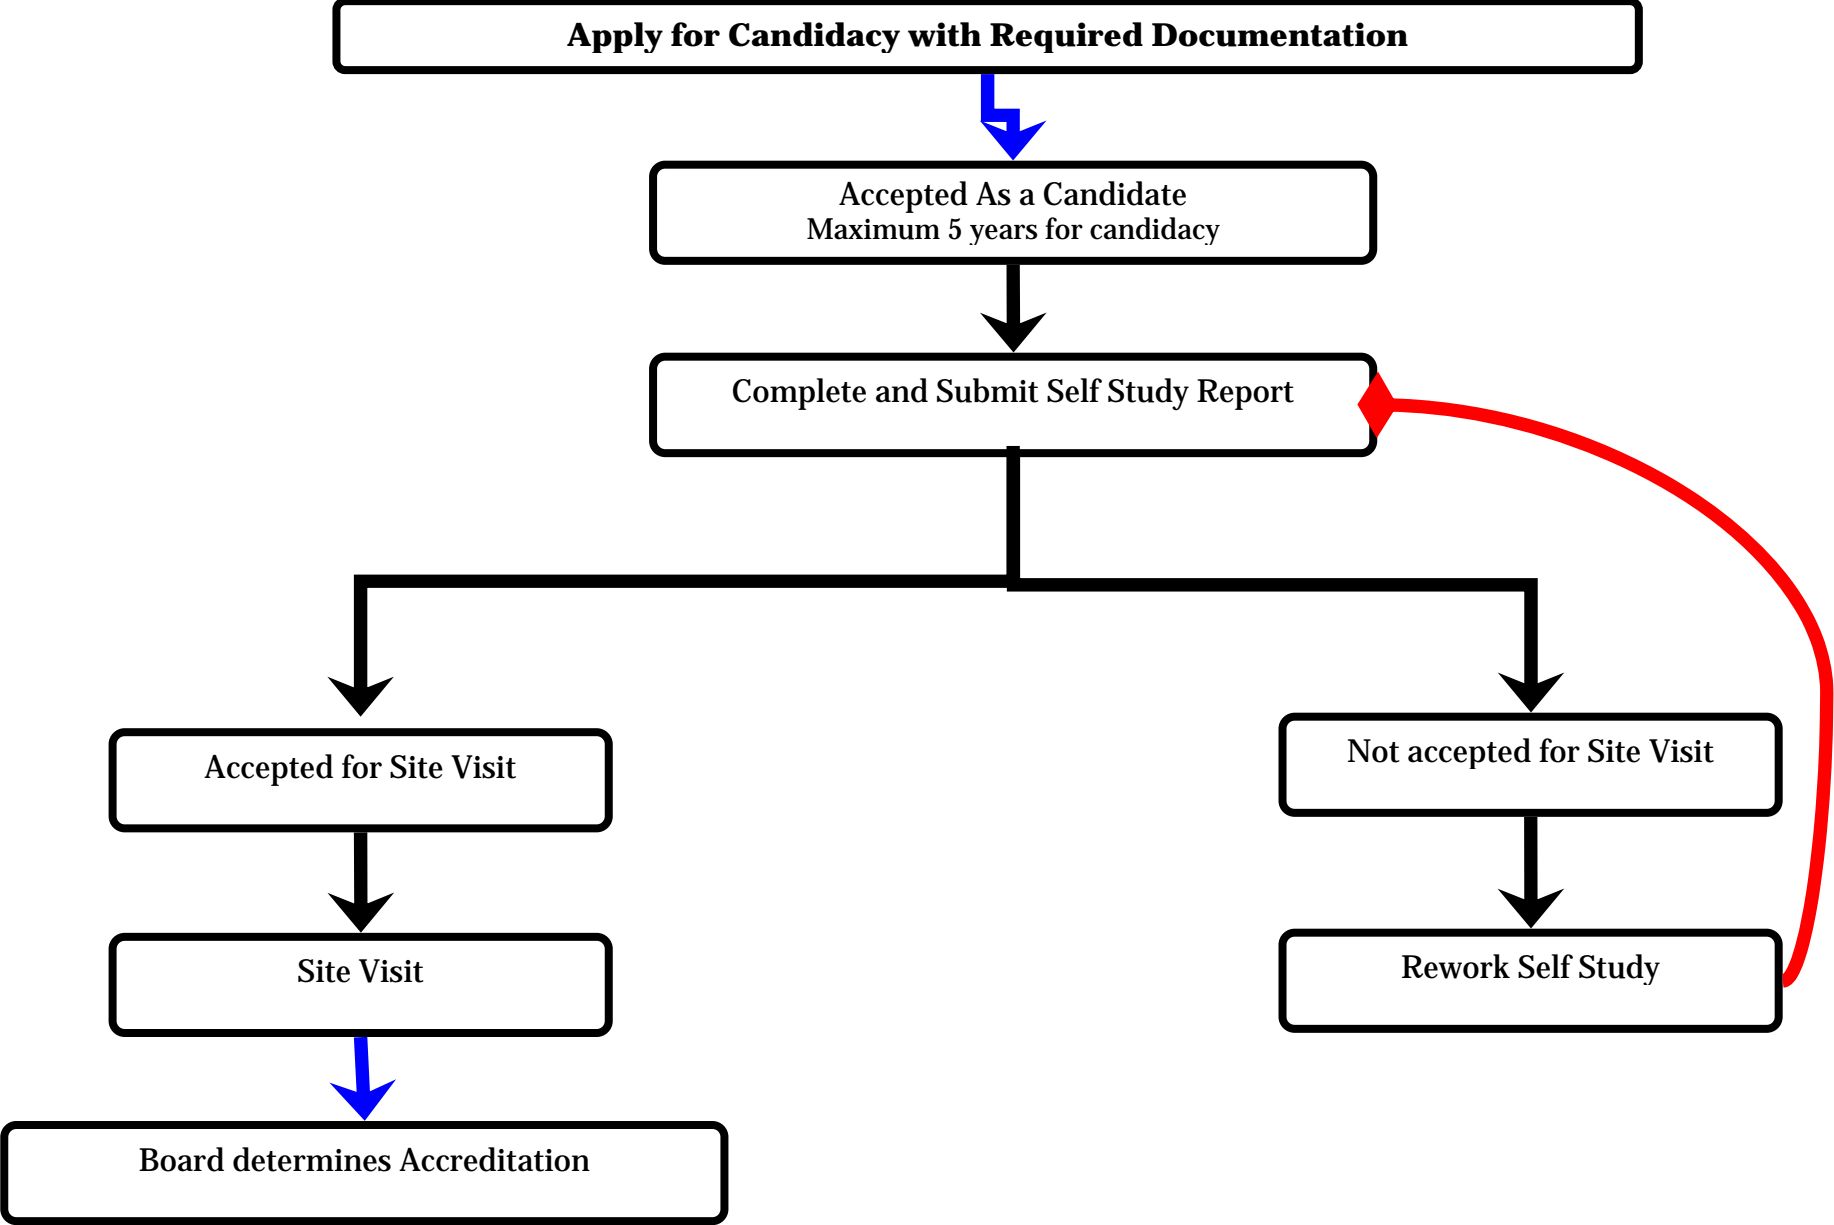 Apply for Candidacy with Required Documentation
Accepted As a Candidate
Maximum 5 years for candidacy
Complete and Submit Self Study Report
Accepted for Site Visit
Not accepted for Site Visit
Site Visit
Rework Self Study
Board determines Accreditation